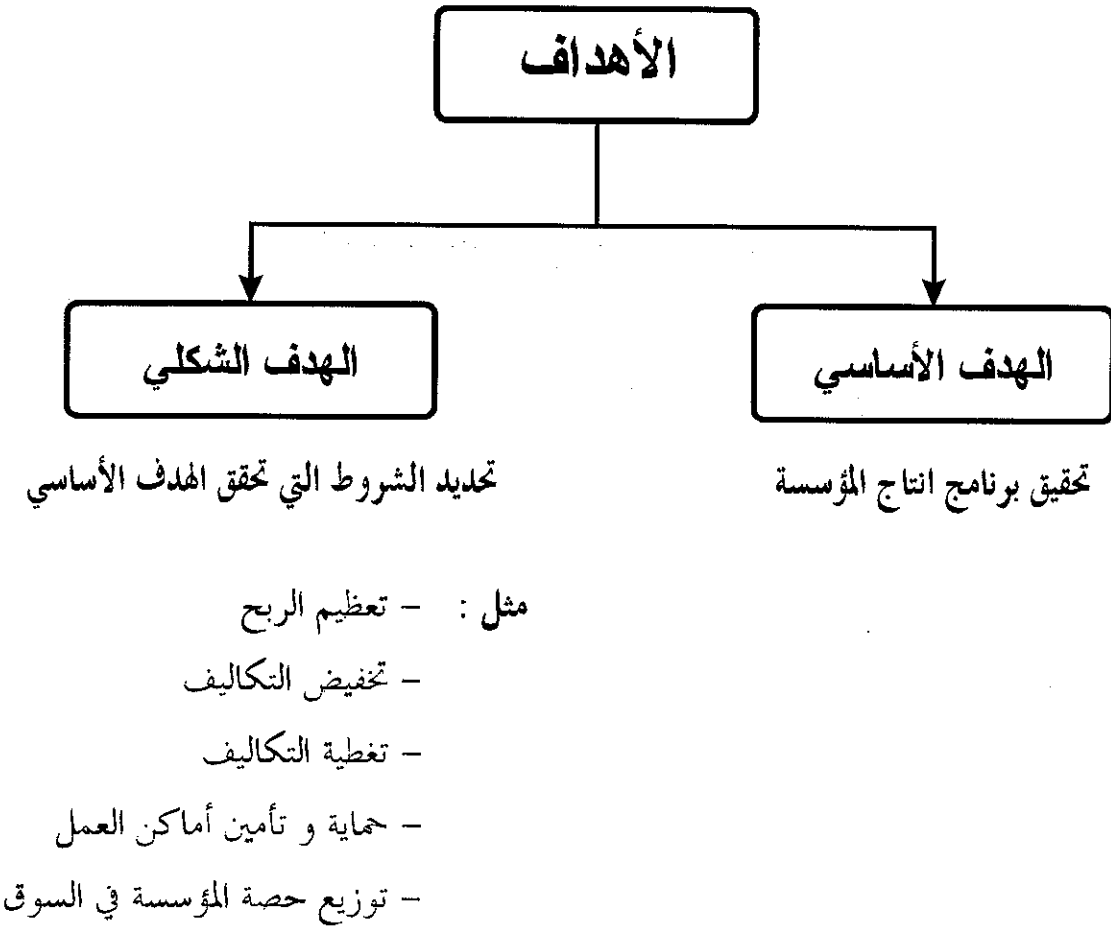 الأهداف
الهدف الأساسي
الهدف الشكلي
تحقيق برنامج انتاج المؤسسة
تحديد الشروط التي تحقق الهدف الأساسي
مثل : – تعظيم الربح
– تخفيض التكاليف
– تغطية التكاليف
– حماية و تأمين أماكن العمل
– توزيع حصة المؤسسة في السوق